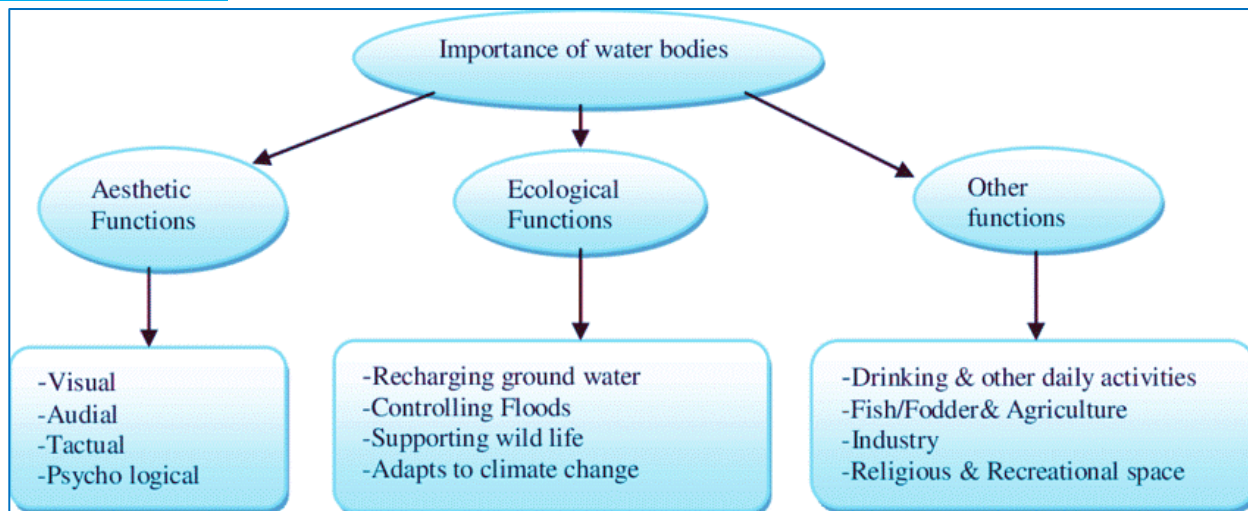 Importance of water bodies
Aesthetic
Functions
Ecological
Functions
Other
functions
-Visual
-Audial
-Tactual
-Psycho logical
-Recharging ground water
-Controlling Floods
-Supporting wild life
-Adapts to climate change
-Drinking & other daily activities
-Fish/Fodder& Agriculture
-Industry
-Religious & Recreational space